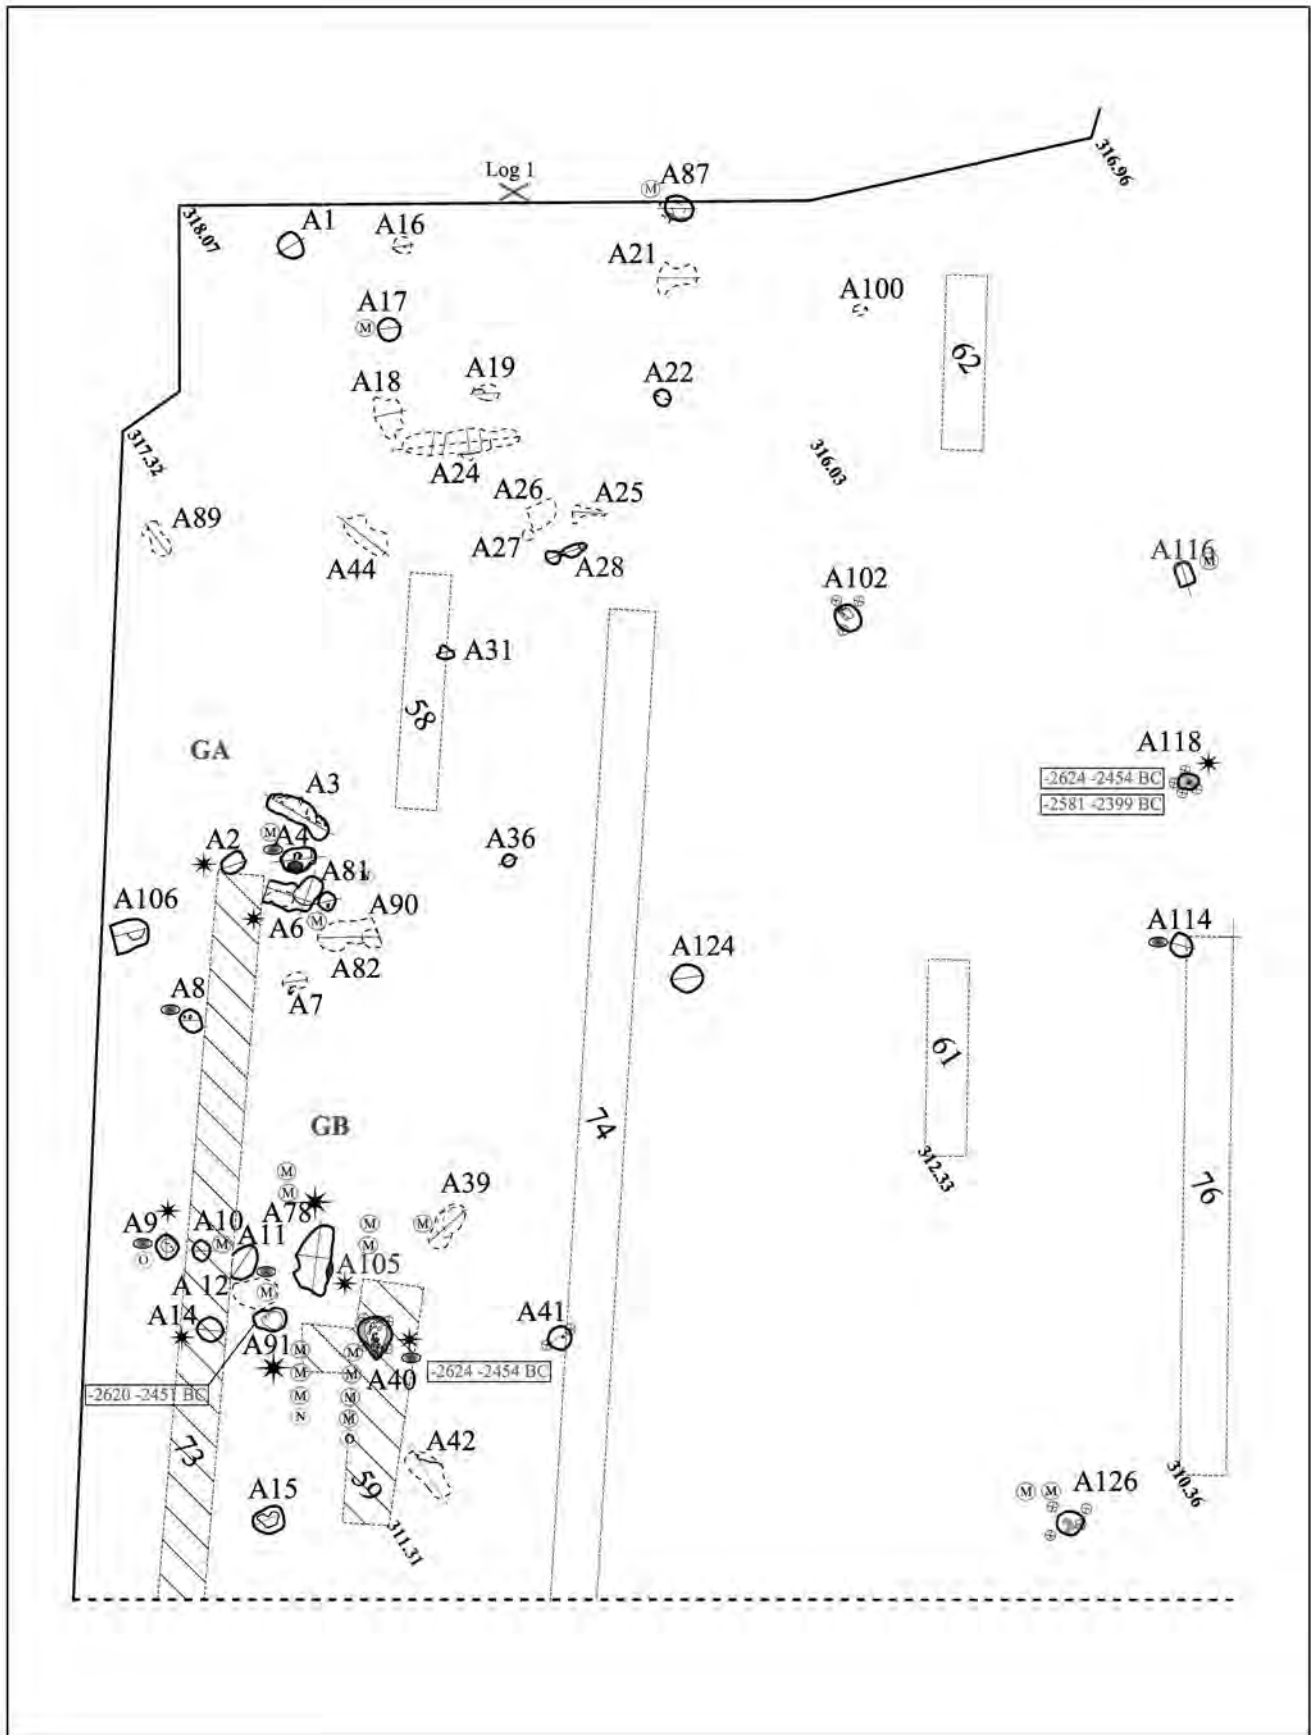 Log 1
M
A87
316.96
318.07
A1
A16
A21
A100
A17
M
62
A18
A19
A22
A24
317.32
316.03
A89
A26
A25
A44
A27
A28
A116
M
A102
A31
58
GA
A118
-2624 -2454 BC
-2581 -2399 BC
A3
M
A4
A2
A81
A36
A106
A6
M
A90
A114
A82
A124
A8
A7
61
74
GB
312.33
M
M
76
A39
A78
M
M
A9
A10
M
A11
M
O
A105
A 12
M
A14
A41
A91
M
M
A40
-2624 -2454 BC
-2620 -2451 BC
M
M
M
M
N
M
O
73
A42
59
A15
310.36
M
M
A126
311.31